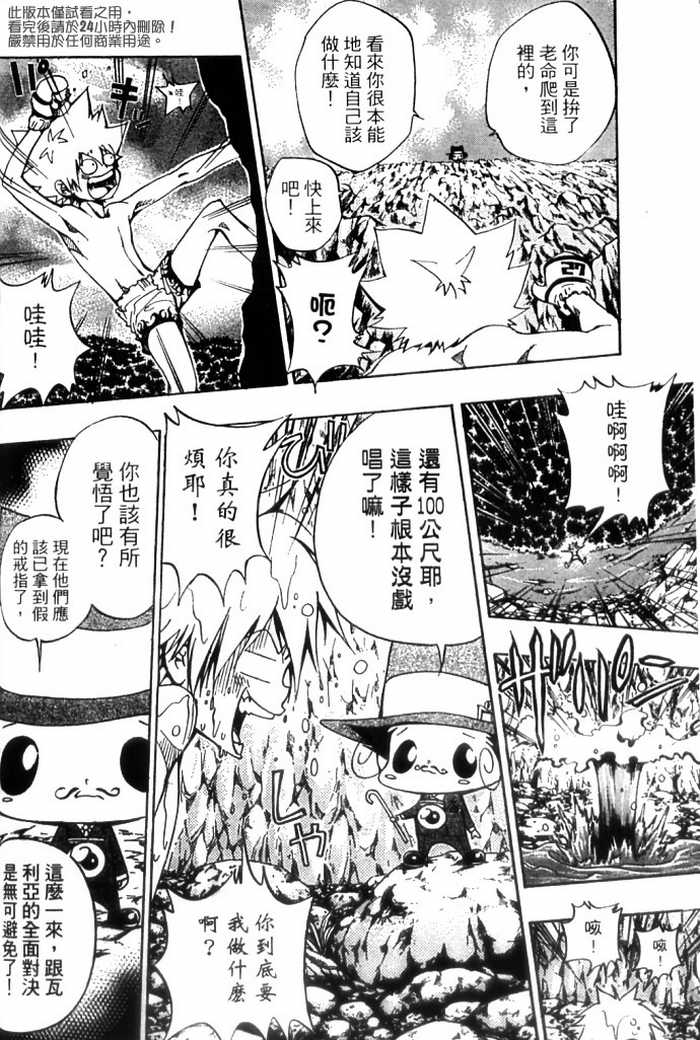 此版本僅試看之用，
看完後請於24小時內刪除！
嚴禁用於任何商業用途。
你可是拚了
老命爬到這
裡的，
看來你很本能
地知道自己該
做什麼！
快上來
吧！
呃？
27
哇
哇哇！
哇啊啊啊！
咳！
咳！
還有100公尺耶，
這樣子根本沒戲
唱了嘛！
你真的很
煩耶！
你到底要
我做什麼
啊？
你也該有所
覺悟了吧？
現在他們應
該已拿到假
的戒指了，
這麼一來，跟瓦
利亞的全面對決
是無可避免了！